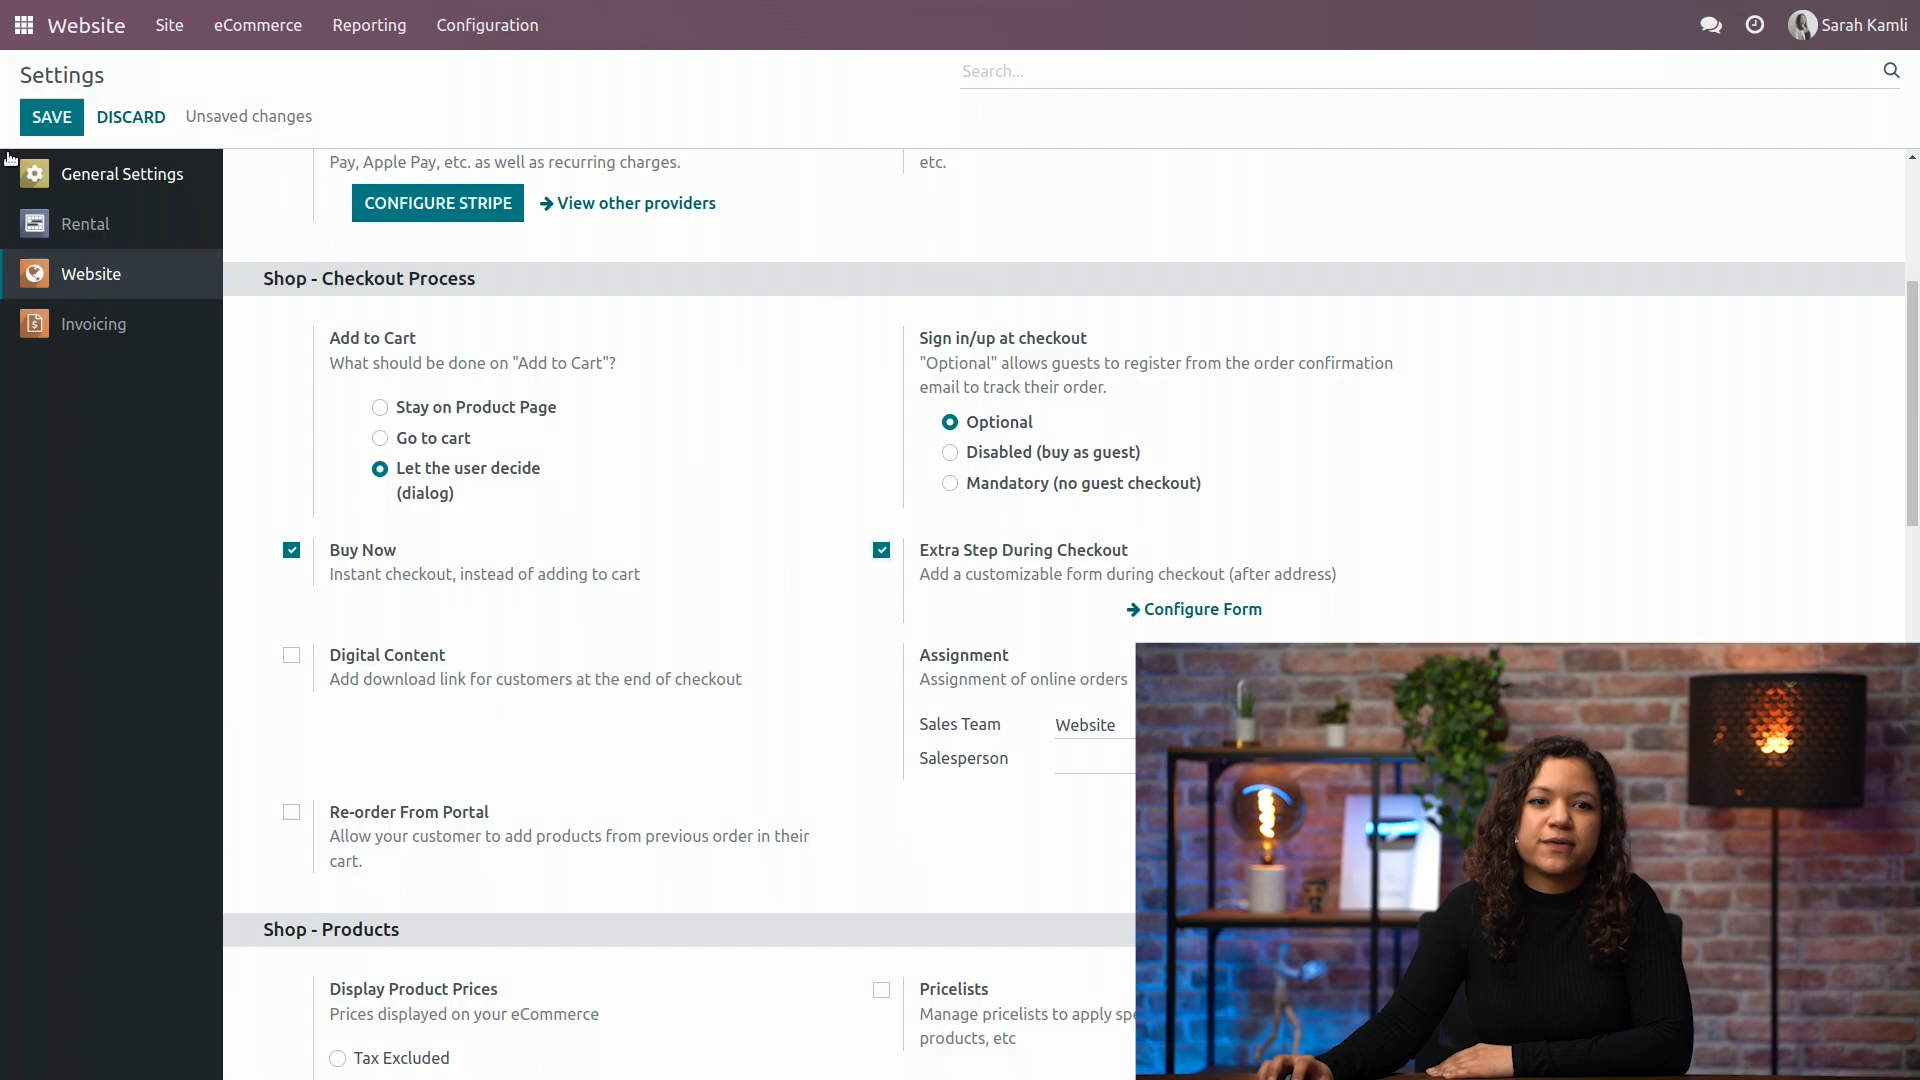 Website
Site
eCommerce
Reporting
Configuration
Sarah Kamli
Settings
Search...
SAVE
DISCARD
Unsaved changes
General Settings
Rental
Website
Invoicing
Pay, Apple Pay, etc. as well as recurring charges.
etc.
CONFIGURE STRIPE
View other providers
Shop - Checkout Process
Add to Cart
What should be done on "Add to Cart"?
Stay on Product Page
Go to cart
Let the user decide
(dialog)
Sign in/up at checkout
"Optional" allows guests to register from the order confirmation
email to track their order.
Optional
Disabled (buy as guest)
Mandatory (no guest checkout)
Buy Now
Instant checkout, instead of adding to cart
Extra Step During Checkout
Add a customizable form during checkout (after address)
Configure Form
Digital Content
Add download link for customers at the end of checkout
Assignment
Assignment of online orders
Sales Team
Website
Salesperson
Re-order From Portal
Allow your customer to add products from previous order in their
cart.
Shop - Products
Display Product Prices
Prices displayed on your eCommerce
Tax Excluded
Pricelists
Manage pricelists to apply
products, etc